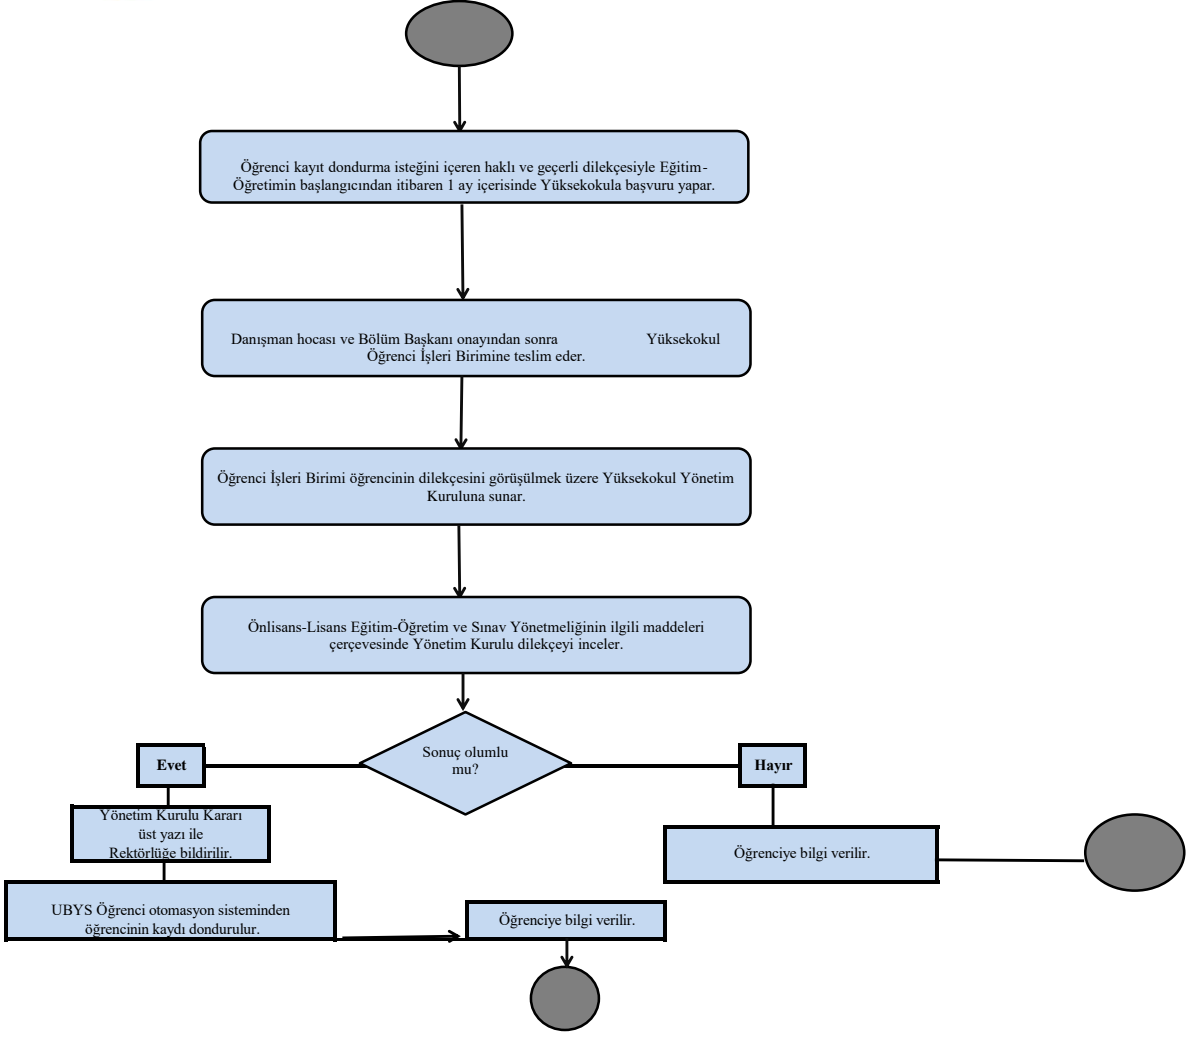 Öğrenci kayıt dondurma isteğini içeren haklı ve geçerli dilekçesiyle Eğitim-
Öğretimin başlangıcından itibaren 1 ay içerisinde Yüksekokula başvuru yapar.
Danışman hocası ve Bölüm Başkanı onayından sonra Yüksekokul
Öğrenci İşleri Birimine teslim eder.
Öğrenci İşleri Birimi öğrencinin dilekçesini görüşülmek üzere Yüksekokul Yönetim
Kuruluna sunar.
Önlisans-Lisans Eğitim-Öğretim ve Sınav Yönetmeliğinin ilgili maddeleri
çerçevesinde Yönetim Kurulu dilekçeyi inceler.
Sonuç olumlu
mu?
Evet
Hayır
Yönetim Kurulu Kararı
üst yazı ile
Rektörlüğe bildirilir.
Öğrenciye bilgi verilir.
UBYS Öğrenci otomasyon sisteminden
öğrencinin kaydı dondurulur.
Öğrenciye bilgi verilir.